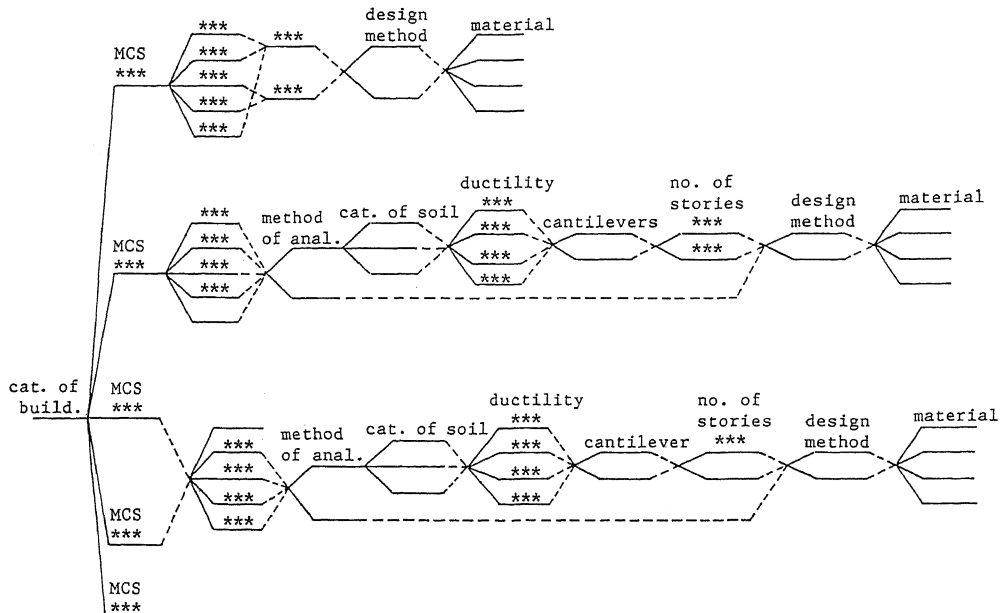 design
method
material
MCS
***
***
***
***
***
***
***
***
no. of
stories
***
***
design
method
material
ductility
***
***
***
***
cantilevers
cat. of soil
method
of anal.
MCS
***
***
***
***
***
cat. of
build.
MCS
***
MCS
***
MCS
***
***
***
***
***
method
of anal.
cat. of soil
ductility
***
***
***
***
cantilever
no. of
stories
***
design
method
material